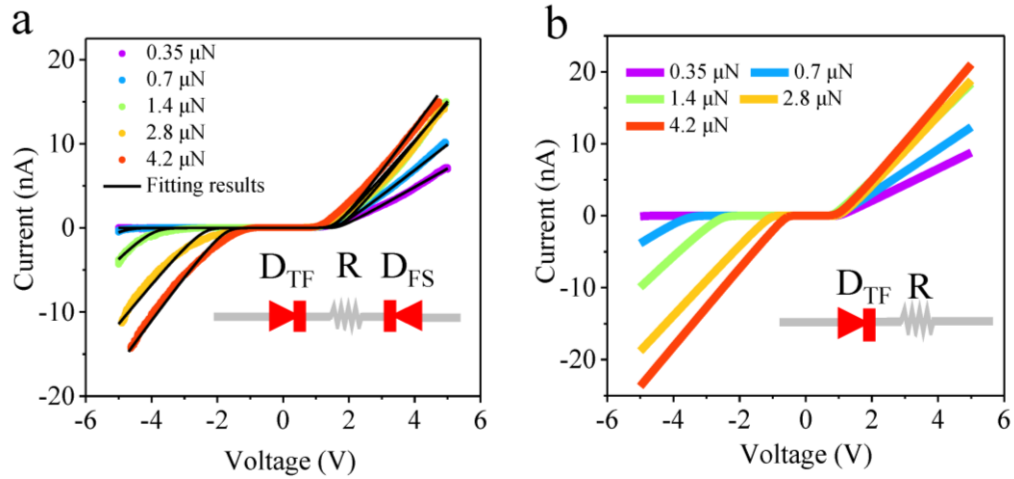 a
20
10
0
-10
-20
-6
-4
-2
0
2
4
6
Current (nA)
Voltage (V)
0.35 μN
0.7 μN
1.4 μN
2.8 μN
4.2 μN
Fitting results
DTF R DFS
b
20
10
0
-10
-20
-6
-4
-2
0
2
4
6
Current (nA)
Voltage (V)
0.35 μN 0.7 μN
1.4 μN 2.8 μN
4.2 μN
DTF R